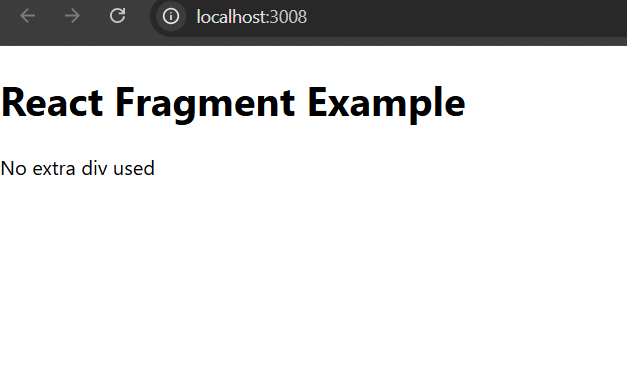 localhost:3008
React Fragment Example
No extra div used